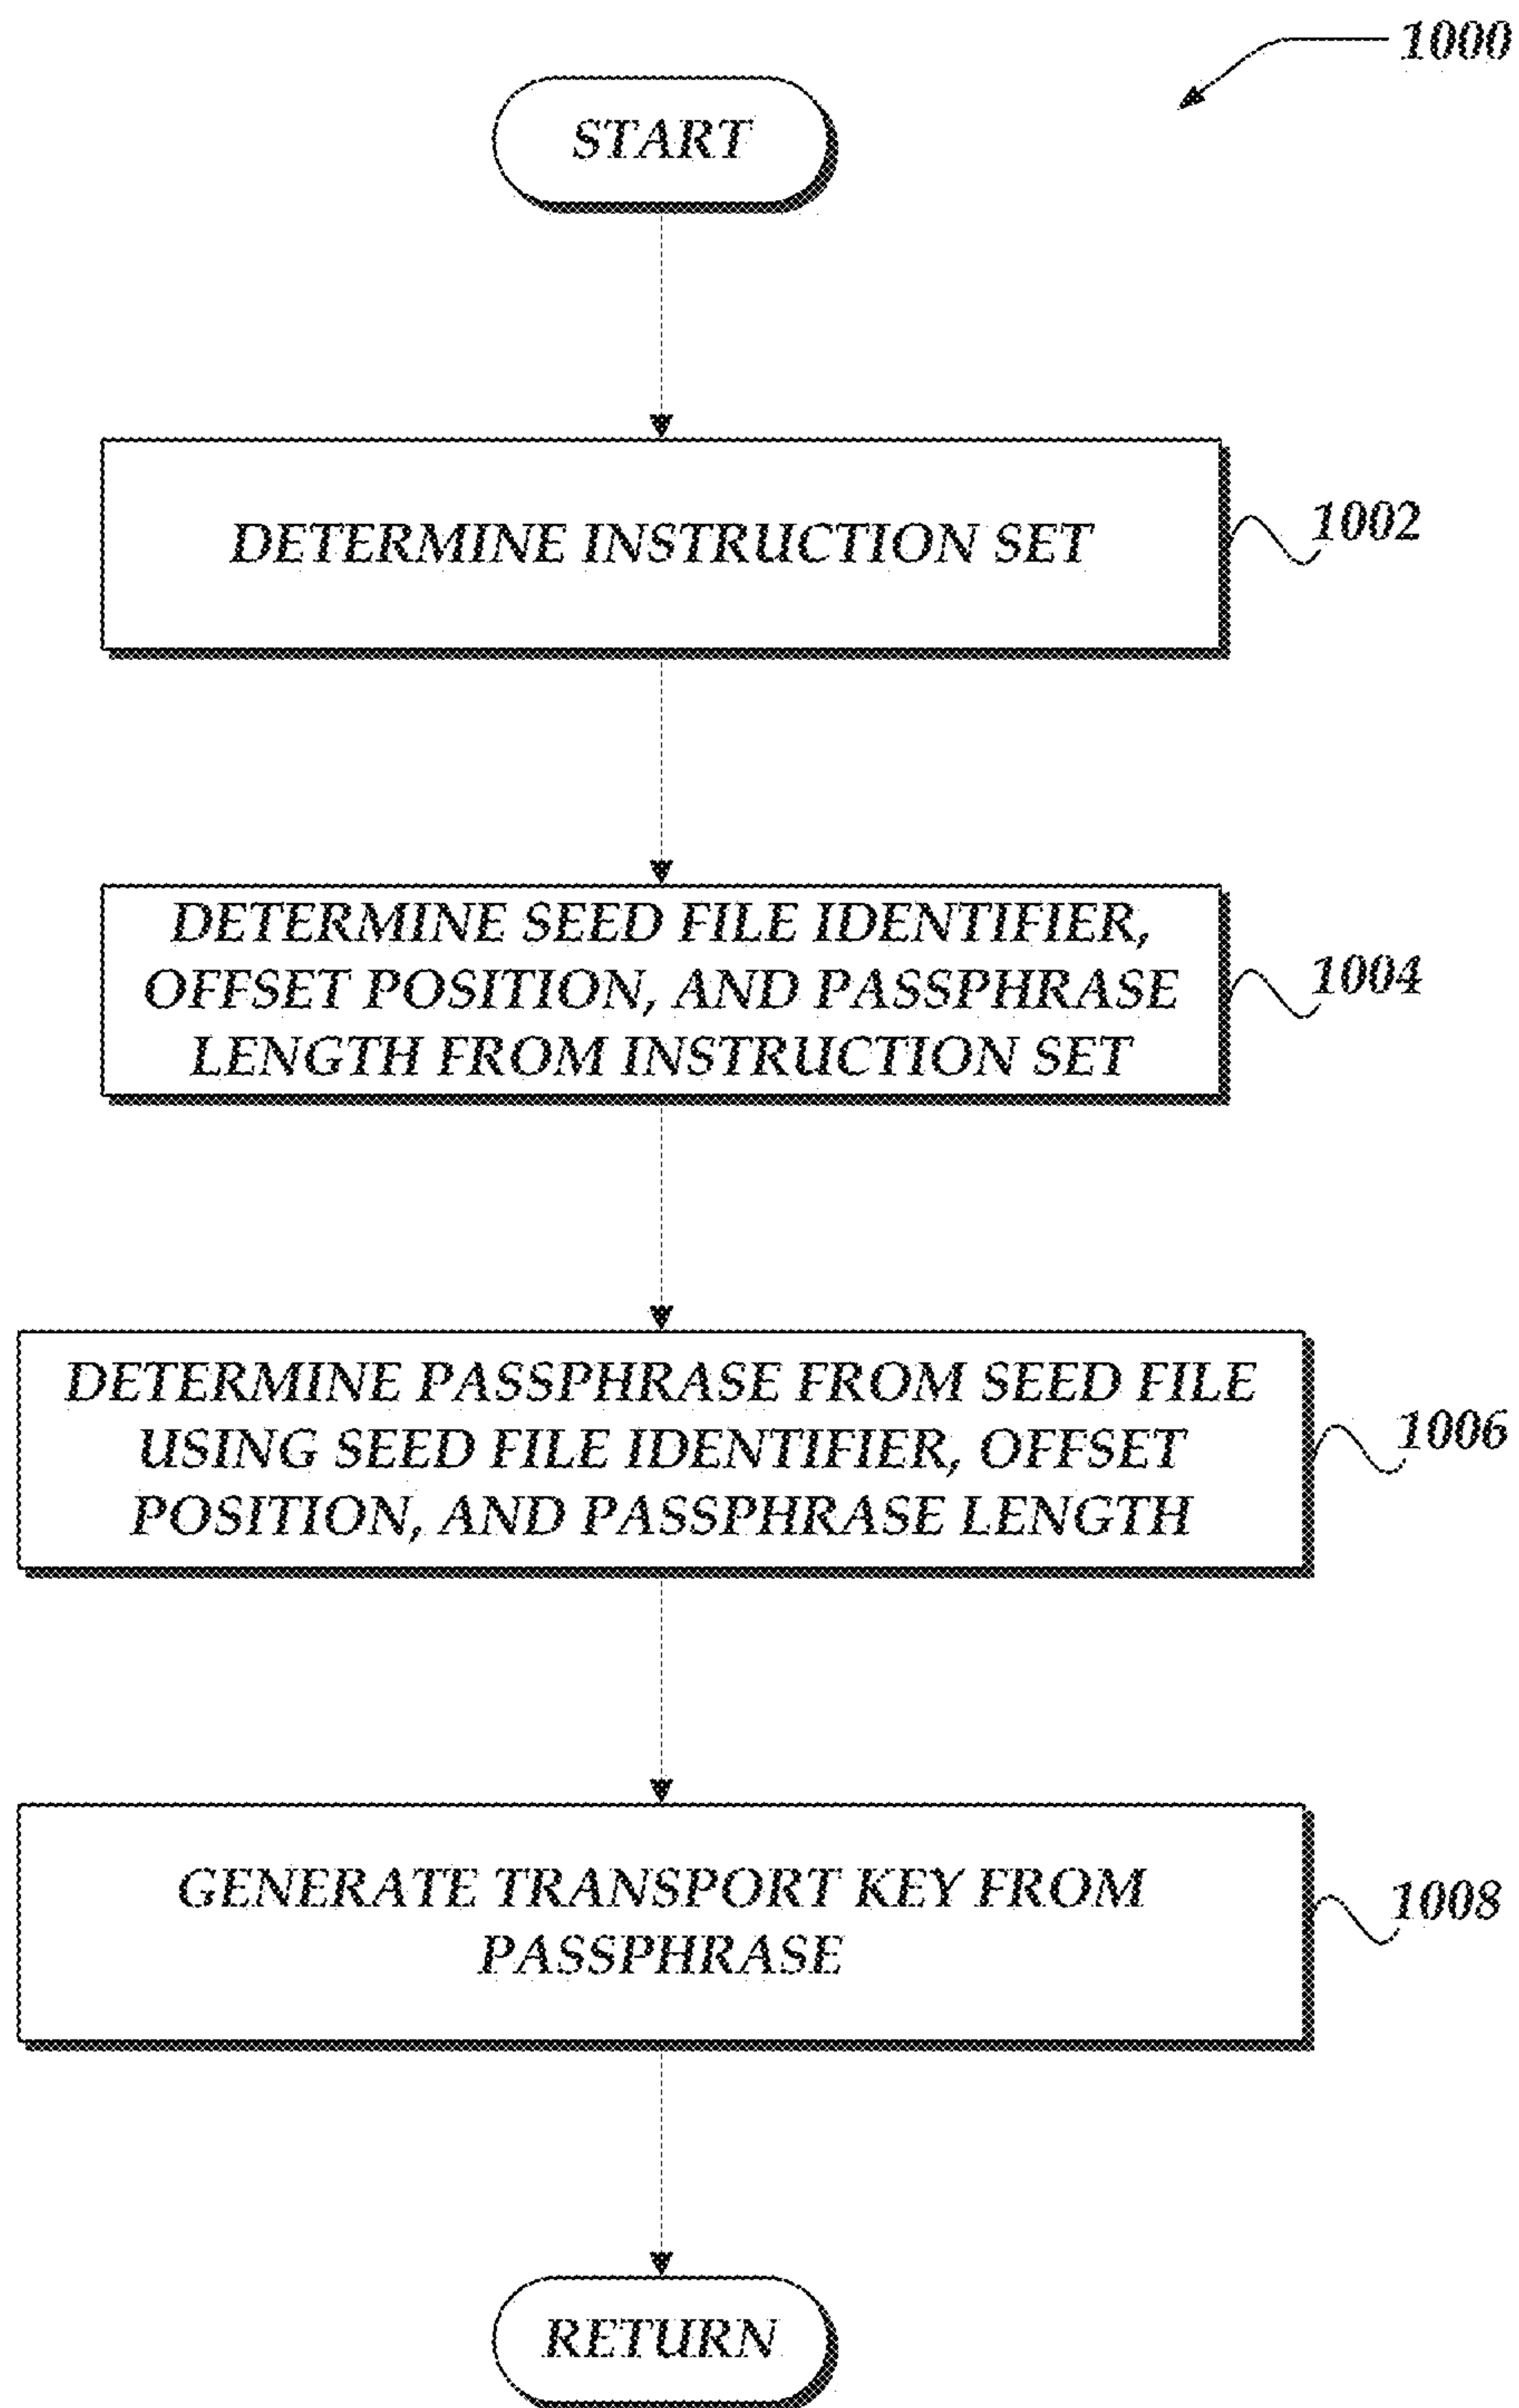 1000
START
DETERMINE INSTRUCTION SET
1002
DETERMINE SEED FILE IDENTIFIER,
OFFSET POSITION, AND PASSPHRASE
LENGTH FROM INSTRUCTION SET
1004
DETERMINE PASSPHRASE FROM SEED FILE
USING SEED FILE IDENTIFIER, OFFSET
POSITION, AND PASSPHRASE LENGTH
1006
GENERATE TRANSPORT KEY FROM
PASSPHRASE
1008
RETURN